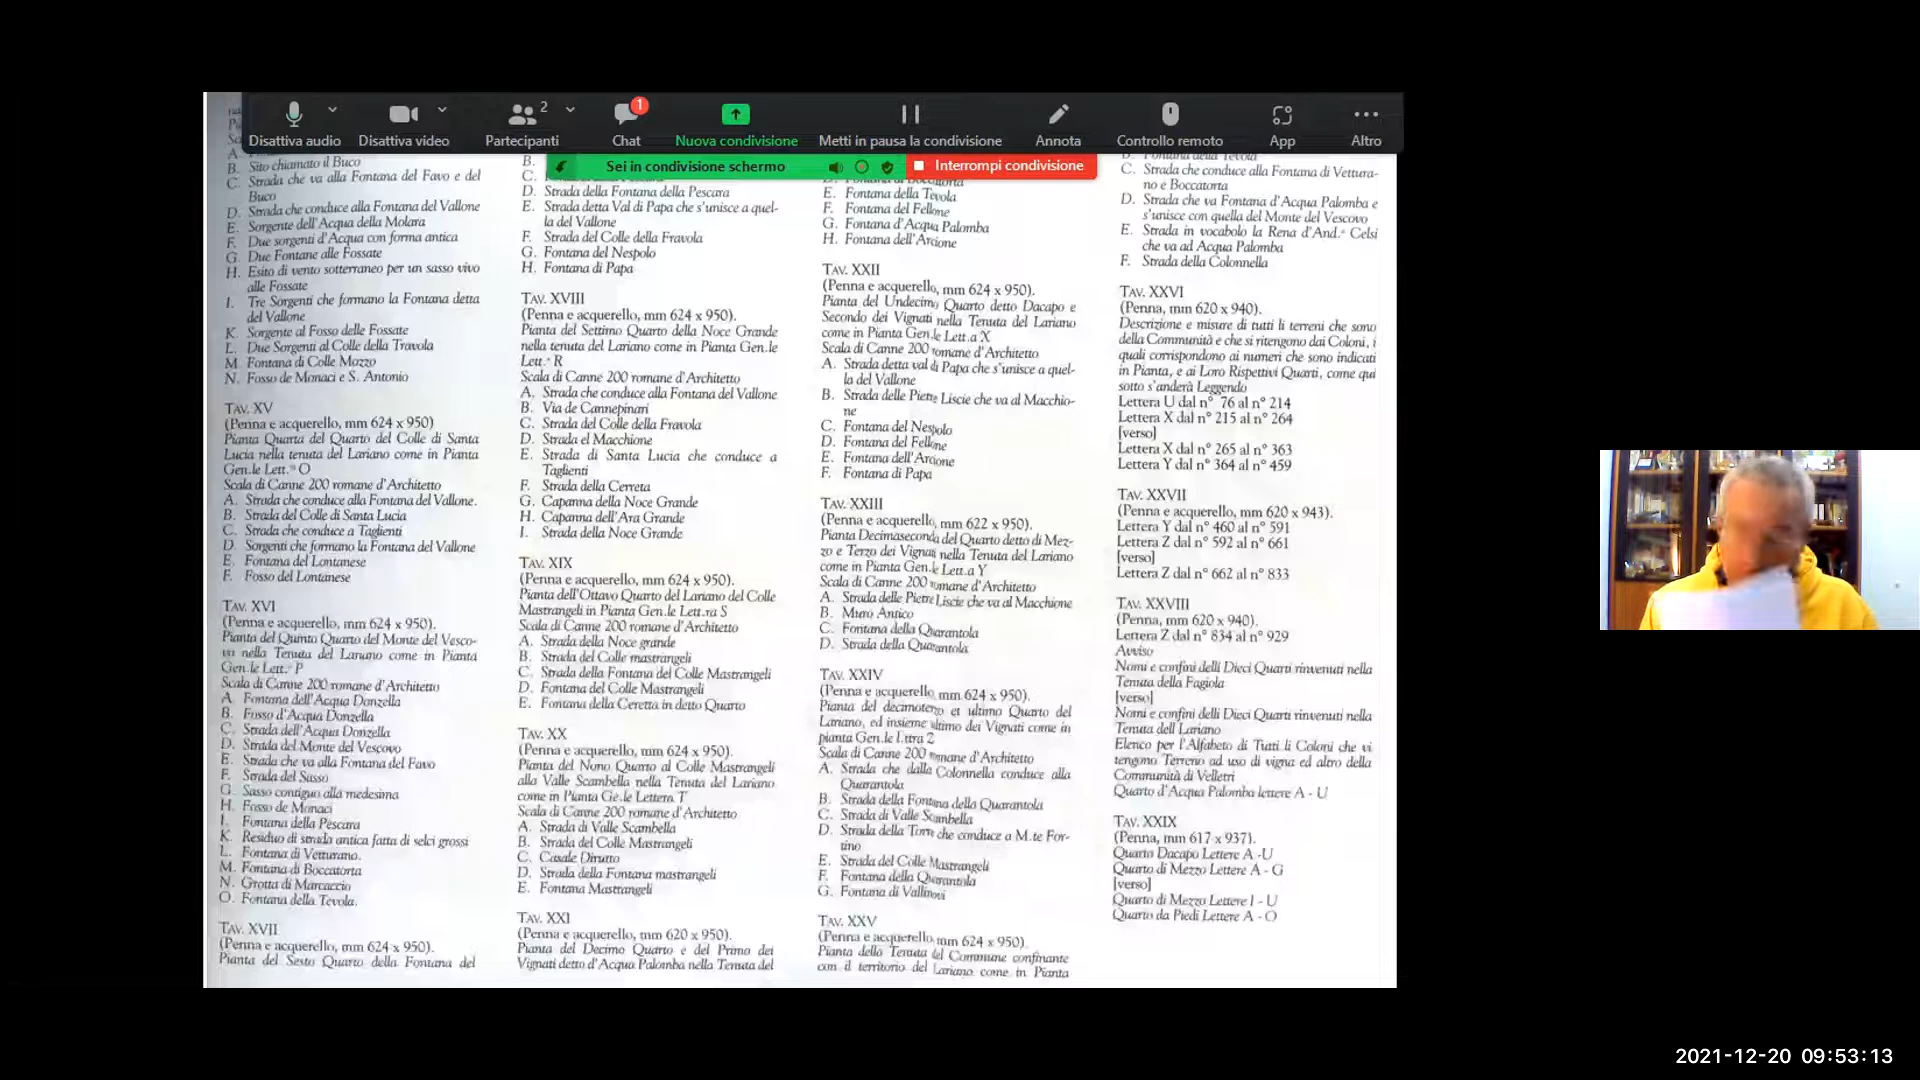 Disattiva audio
Disattiva video
2
Partecipanti
1
Chat
Nuova condivisione
Metti in pausa la condivisione
Annota
Controllo remoto
App
Altro
Sei in condivisione schermo
Interrompi condivisione
A.
B. Sito chiamato il Buco
C. Strada che va alla Fontana del Favo e del
Buco
D. Strada che conduce alla Fontana del Vallone
E. Sorgente dell'Acqua della Molara
F. Due sorgenti d'Acqua con forma antica
G. Due Fontane alle Fossate
H. Esito di vento sotterraneo per un sasso vivo
alle Fossate
I. Tre Sorgenti che formano la Fontana detta
del Vallone
K. Sorgente al Fosso delle Fossate
L. Due Sorgenti al Colle della Travola
M. Fontana di Colle Mozzo
N. Fosso de Monaci e S. Antonio
TAV. XV
(Penna e acquerello, mm 624 x 950)
Pianta Quarta del Quarto del Colle di Santa
Lucia nella tenuta del Lariano come in Pianta
Gen.le Lett.ª O
Scala di Canne 200 romane d'Architetto
A. Strada che conduce alla Fontana del Vallone.
B. Strada del Colle di Santa Lucia
C. Strada che conduce a Taglienti
D. Sorgenti che formano la Fontana del Vallone
E. Fontana del Lontanese
F. Fosso del Lontanese
TAV. XVI
(Penna e acquerello, mm 624 x 950).
Pianta del Quinto Quarto del Monte del Vesco-
vo nella Tenuta del Lariano come in Pianta
Gen.le Lett.ª P
Scala di Canne 200 romane d'Architetto
A. Fontana dell'Acqua Donzella
B. Fosso d'Acqua Donzella
C. Strada dell'Acqua Donzella
D. Strada del Monte del Vescovo
E. Strada che va alla Fontana del Favo
F. Strada del Sasso
G. Sasso contiguo alla medesima
H. Fosso de Monaci
I. Fontana della Pescara
K. Residuo di strada antica fatta di selci grossi
L. Fontana di Vetturano.
M. Fontana di Boccatorta
N. Grotta di Marcaccio
O. Fontana della Tevola.
TAV. XVII
(Penna e acquerello, mm 624 x 950).
Pianta del Sesto Quarto della Fontana del
B.
C.
D. Strada della Fontana della Pescara
E. Strada detta Val di Papa che s'unisce a quel-
la del Vallone
F. Strada del Colle della Fravola
G. Fontana del Nespolo
H. Fontana di Papa
TAV. XVIII
(Penna e acquerello, mm 624 x 950).
Pianta del Settimo Quarto della Noce Grande
nella tenuta del Lariano come in Pianta Gen.le
Lett.ª R
Scala di Canne 200 romane d'Architetto
A. Strada che conduce alla Fontana del Vallone
B. Via de Cannepinari
C. Strada del Colle della Fravola
D. Strada el Macchione
E. Strada di Santa Lucia che conduce a
Taglienti
F. Strada della Cerreta
G. Capanna della Noce Grande
H. Capanna dell'Ara Grande
I. Strada della Noce Grande
TAV. XIX
(Penna e acquerello, mm 624 x 950).
Pianta dell'Ottavo Quarto del Lariano del Colle
Mastrangeli in Pianta Gen.le Lett.ra S
Scala di Canne 200 romane d'Architetto
A. Strada della Noce grande
B. Strada del Colle mastrangeli
C. Strada della Fontana del Colle Mastrangeli
D. Fontana del Colle Mastrangeli
E. Fontana della Ceretta in detto Quarto
TAV. XX
(Penna e acquerello, mm 624 x 950).
Pianta del Nono Quarto al Colle Mastrangeli
alla Valle Scambella nella Tenuta del Lariano
come in Pianta Ge.le Lettera T
Scala di Canne 200 romane d'Architetto
A. Strada di Valle Scambella
B. Strada del Colle Mastrangeli
C. Casale Dirutto
D. Strada della Fontana mastrangeli
E. Fontana Mastrangeli
TAV. XXI
(Penna e acquerello, mm 620 x 950).
Pianta del Decimo Quarto e del Primo dei
Vignati detto d'Acqua Palomba nella Tenuta del
D. Fontana di Boccatorta
E. Fontana della Tevola
F. Fontana del Fellone
G. Fontana d'Acqua Palomba
H. Fontana dell'Arcione
TAV. XXII
(Penna e acquerello, mm 624 x 950).
Pianta del Undecimo Quarto detto Dacapo e
Secondo dei Vignati nella Tenuta del Lariano
come in Pianta Gen.le Lett.a X
Scala di Canne 200 romane d'Architetto
A. Strada detta val di Papa che s'unisce a quel-
la del Vallone
B. Strada delle Pietre Liscie che va al Macchio-
ne
C. Fontana del Nespolo
D. Fontana del Fellone
E. Fontana dell'Arcione
F. Fontana di Papa
TAV. XXIII
(Penna e acquerello, mm 622 x 950).
Pianta Decimaseconda del Quarto detto di Mez-
zo e Terzo dei Vignati nella Tenuta del Lariano
come in Pianta Gen.le Lett.a Y
Scala di Canne 200 romane d'Architetto
A. Strada delle Pietre Liscie che va al Macchione
B. Muro Antico
C. Fontana della Quarantola
D. Strada della Quarantola
TAV. XXIV
(Penna e acquerello, mm 624 x 950).
Pianta del decimoterzo et ultimo Quarto del
Lariano, ed insieme ultimo dei Vignati come in
pianta Gen.le l.ttra Z
Scala di Canne 200 romane d'Architetto
A. Strada che dalla Colonnella conduce alla
Quarantola
B. Strada della Fontana della Quarantola
C. Strada di Valle Scambella
D. Strada della Torre che conduce a M.te For-
tino
E. Strada del Colle Mastrangeli
F. Fontana della Quarantola
G. Fontana di Vallinovi
TAV. XXV
(Penna e acquerello, mm 624 x 950).
Pianta della Tenuta del Commune confinante
con il territorio del Lariano come in Pianta
B. Fontana della Tevola
C. Strada che conduce alla Fontana di Vettura-
no e Boccatorta
D. Strada che va Fontana d'Acqua Palomba e
s'unisce con quella del Monte del Vescovo
E. Strada in vocabolo la Rena d'And.ª Celsi
che va ad Acqua Palomba
F. Strada della Colonnella
TAV. XXVI
(Penna, mm 620 x 940).
Descrizione e misure di tutti li terreni che sono
della Communità e che si ritengono dai Coloni, i
quali corrispondono ai numeri che sono indicati
in Pianta, e ai Loro Rispettivi Quarti, come qui
sotto s'anderà Leggendo
Lettera U dal n° 76 al n° 214
Lettera X dal n° 215 al n° 264
[verso]
Lettera X dal n° 265 al n° 363
Lettera Y dal n° 364 al n° 459
TAV. XXVII
(Penna e acquerello, mm 620 x 943).
Lettera Y dal n° 460 al n° 591
Lettera Z dal n° 592 al n° 661
[verso]
Lettera Z dal n° 662 al n° 833
TAV. XXVIII
(Penna, mm 620 x 940).
Lettera Z dal n° 834 al n° 929
Avviso
Nomi e confini delli Dieci Quarti rinvenuti nella
Tenuta della Fagiola
[verso]
Nomi e confini delli Dieci Quarti rinvenuti nella
Tenuta dell Lariano
Elenco per l'Alfabeto di Tutti li Coloni che vi
tengono Terreno ad uso di vigna ed altro della
Communità di Velletri
Quarto d'Acqua Palomba lettere A - U
TAV. XXIX
(Penna, mm 617 x 937).
Quarto Dacapo Lettere A -U
Quarto di Mezzo Lettere A - G
[verso]
Quarto di Mezzo Lettere I - U
Quarto da Piedi Lettere A - O
2021-12-20 09:53:13